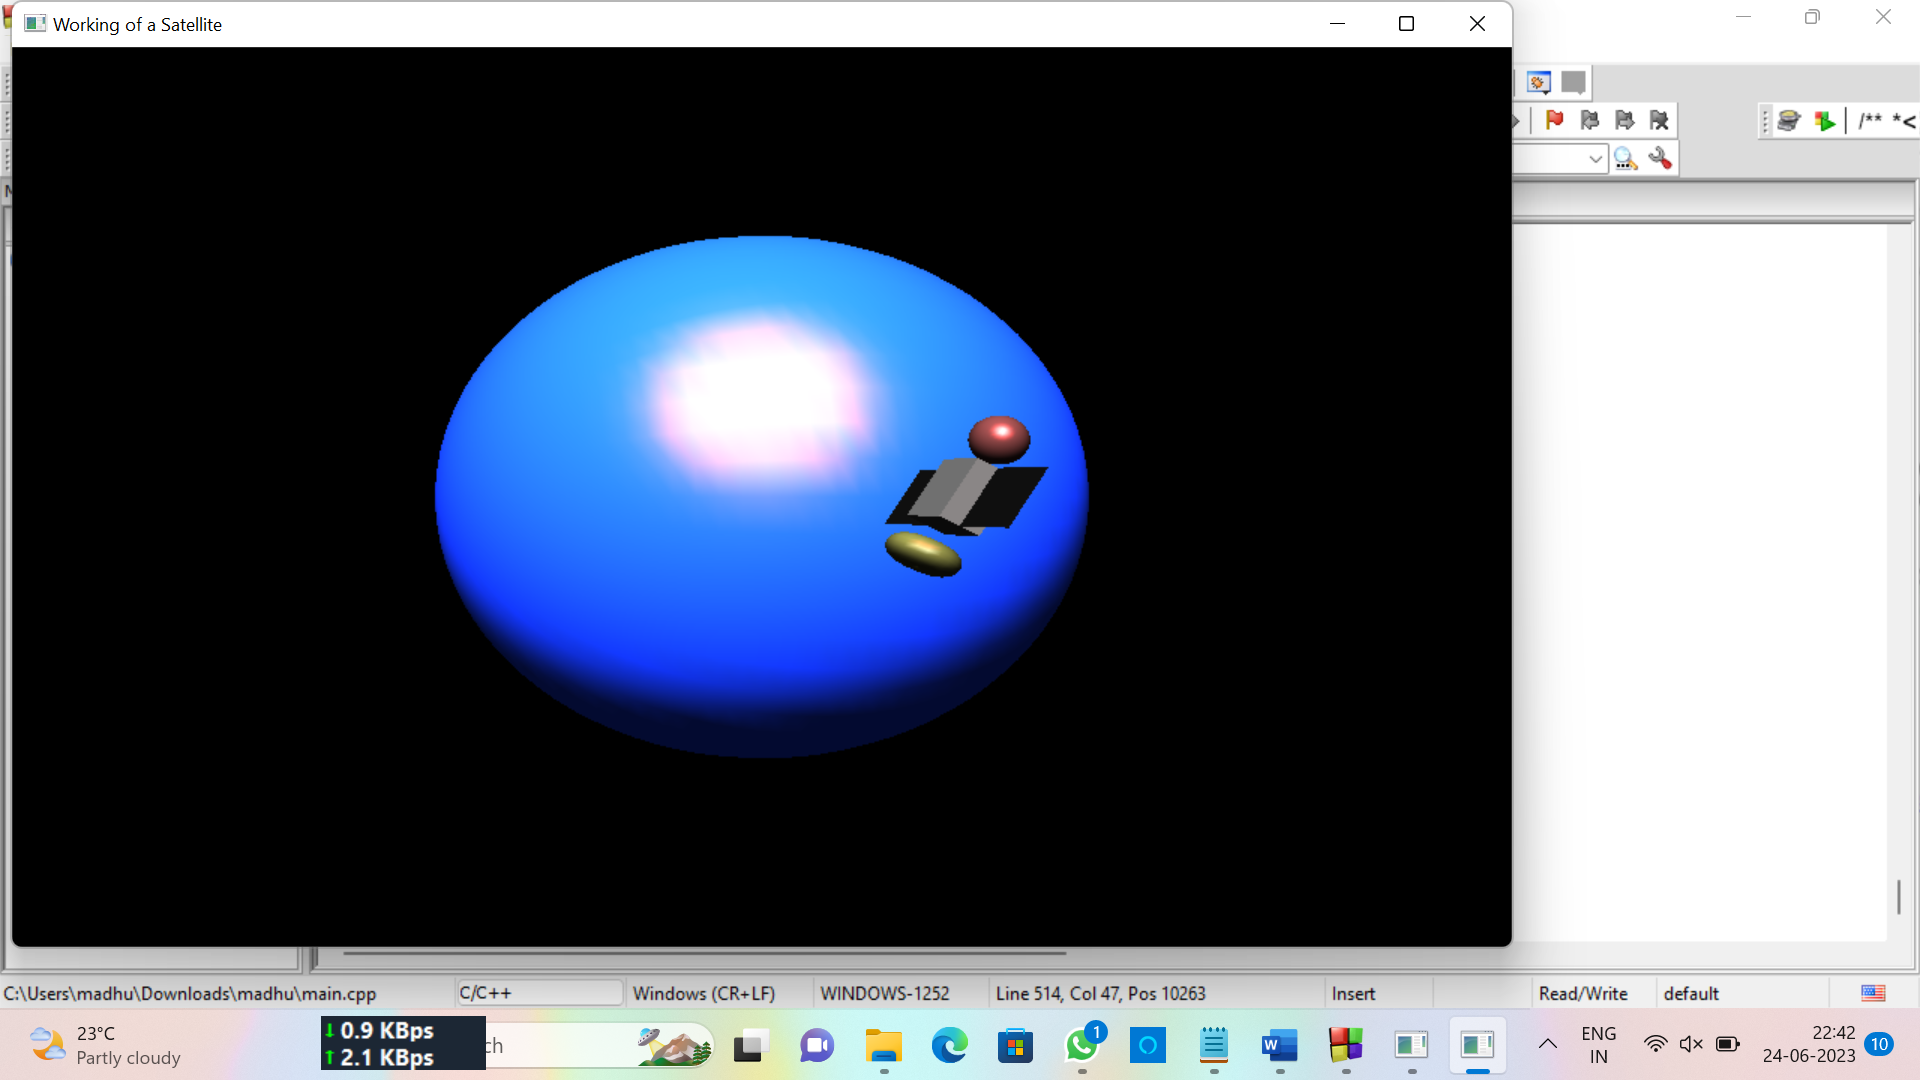 Working of a Satellite
/** *<
C:\Users\madhu\Downloads\madhu\main.cpp
C/C++
Windows (CR+LF)
WINDOWS-1252
Line 514, Col 47, Pos 10263
Insert
Read/Write
default
23°C
Partly cloudy
↓ 0.9 KBps
↑ 2.1 KBps
ch
1
W
ENG
IN
22:42
24-06-2023
10